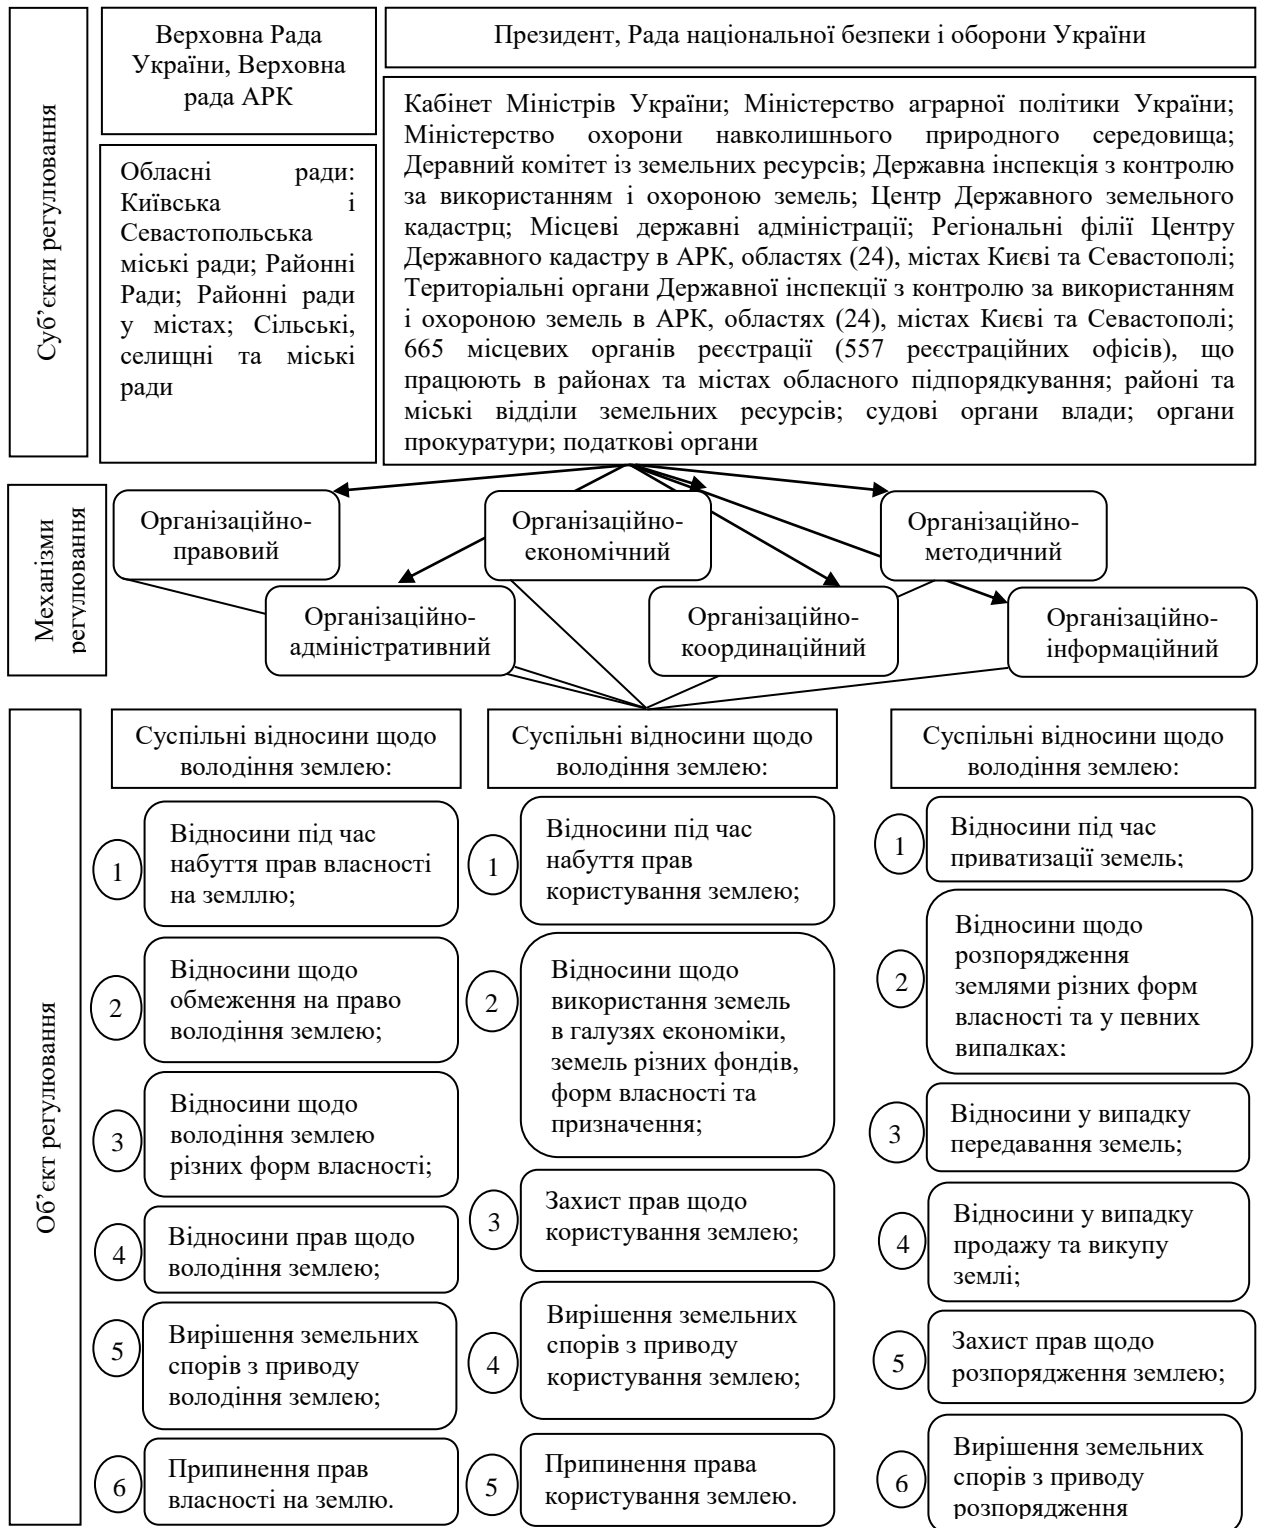 Суб’єкти регулювання
Верховна Рада
України, Верховна
рада АРК
Президент, Рада національної безпеки і оборони України
Обласні ради:
Київська і
Севастопольська
міські ради; Районні
Ради; Районні ради
у містах; Сільські,
селищні та міські
ради
Кабінет Міністрів України; Міністерство аграрної політики України;
Міністерство охорони навколишнього природного середовища;
Деравний комітет із земельних ресурсів; Державна інспекція з контролю
за використанням і охороною земель; Центр Державного земельного
кадастрц; Місцеві державні адміністрації; Регіональні філії Центру
Державного кадастру в АРК, областях (24), містах Києві та Севастополі;
Територіальні органи Державної інспекції з контролю за використанням
і охороною земель в АРК, областях (24), містах Києві та Севастополі;
665 місцевих органів реєстрації (557 реєстраційних офісів), що
працюють в районах та містах обласного підпорядкування; районі та
міські відділи земельних ресурсів; судові органи влади; органи
прокуратури; податкові органи
Механізми
регулювання
Організаційно-
правовий
Організаційно-
економічний
Організаційно-
методичний
Організаційно-
адміністративний
Організаційно-
координаційний
Організаційно-
інформаційний
Об’єкт регулювання
Суспільні відносини щодо
володіння землею:
1
Відносини під час
набуття прав власності
наземллю;
2
Відносини щодо
обмеження на право
володіння землею;
3
Відносини щодо
володіння землею
різних форм власності;
4
Відносини прав щодо
володіння землею;
5
Вирішення земельних
спорів з приводу
володіння землею;
6
Припинення прав
власності на землю.
Суспільні відносини щодо
володіння землею:
1
Відносини під час
набуття прав
користування землею;
2
Відносини щодо
використання земель
в галузях економіки,
земель різних фондів,
форм власності та
призначення;
3
Захист прав щодо
користування землею;
4
Вирішення земельних
спорів з приводу
користування землею;
5
Припинення права
користування землею.
Суспільні відносини щодо
володіння землею:
1
Відносини під час
приватизації земель;
2
Відносини щодо
розпорядження
землями різних форм
власності та у певних
випадках;
3
Відносини у випадку
передавання земель;
4
Відносини у випадку
продажу та викупу
землі;
5
Захист прав щодо
розпорядження землею;
6
Вирішення земельних
спорів з приводу
розпорядження